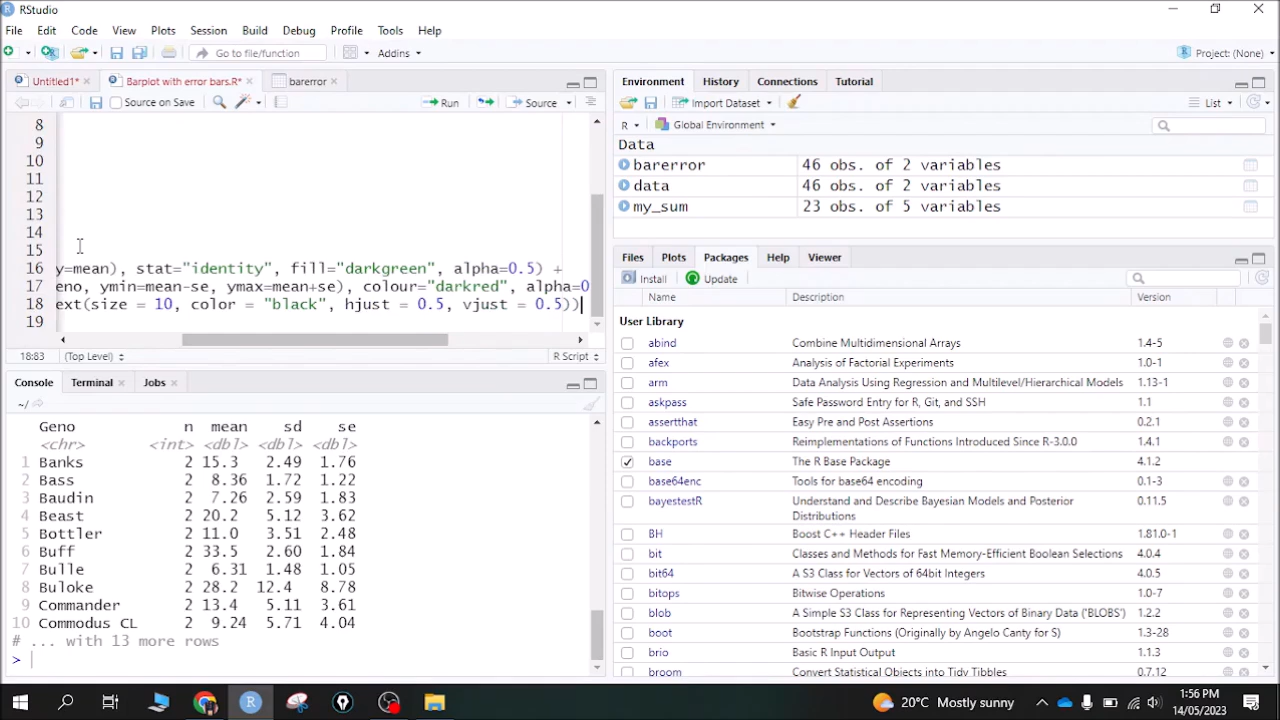 RStudio
File Edit Code View Plots Session Build Debug Profile Tools Help
Go to file/function Addins Project: (None)
Untitled1* Barplot with error bars.R* barerror
Source on Save Run Source
8
9
10
11
12
13
14
15
16 y=mean), stat="identity", fill="darkgreen", alpha=0.5) +
17 eno, ymin=mean-se, ymax=mean+se), colour="darkred", alpha=0
18 ext(size = 10, color = "black", hjust = 0.5, vjust = 0.5))
19
18:83 (Top Level) R Script
Console Terminal Jobs
~/
Geno n mean sd se
<chr> <int> <dbl> <dbl> <dbl>
1 Banks 2 15.3 2.49 1.76
2 Bass 2 8.36 1.72 1.22
3 Baudin 2 7.26 2.59 1.83
4 Beast 2 20.2 5.12 3.62
5 Bottler 2 11.0 3.51 2.48
6 Buff 2 33.5 2.60 1.84
7 Bulle 2 6.31 1.48 1.05
8 Buloke 2 28.2 12.4 8.78
9 Commander 2 13.4 5.11 3.61
10 Commodus CL 2 9.24 5.71 4.04
# ... with 13 more rows
>
Environment History Connections Tutorial
Import Dataset List
R Global Environment
Data
barerror 46 obs. of 2 variables
data 46 obs. of 2 variables
my_sum 23 obs. of 5 variables
Files Plots Packages Help Viewer
Install Update
Name Description Version
User Library
abind Combine Multidimensional Arrays 1.4-5
afex Analysis of Factorial Experiments 1.0-1
arm Data Analysis Using Regression and Multilevel/Hierarchical Models 1.13-1
askpass Safe Password Entry for R, Git, and SSH 1.1
assertthat Easy Pre and Post Assertions 0.2.1
backports Reimplementations of Functions Introduced Since R-3.0.0 1.4.1
base The R Base Package 4.1.2
base64enc Tools for base64 encoding 0.1-3
bayestestR Understand and Describe Bayesian Models and Posterior 0.11.5
Distributions
BH Boost C++ Header Files 1.81.0-1
bit Classes and Methods for Fast Memory-Efficient Boolean Selections 4.0.4
bit64 A S3 Class for Vectors of 64bit Integers 4.0.5
bitops Bitwise Operations 1.0-7
blob A Simple S3 Class for Representing Vectors of Binary Data ('BLOBS') 1.2.2
boot Bootstrap Functions (Originally by Angelo Canty for S) 1.3-28
brio Basic R Input Output 1.1.3
broom Convert Statistical Objects into Tidy Tibbles 0.7.12
20°C Mostly sunny 1:56 PM
14/05/2023